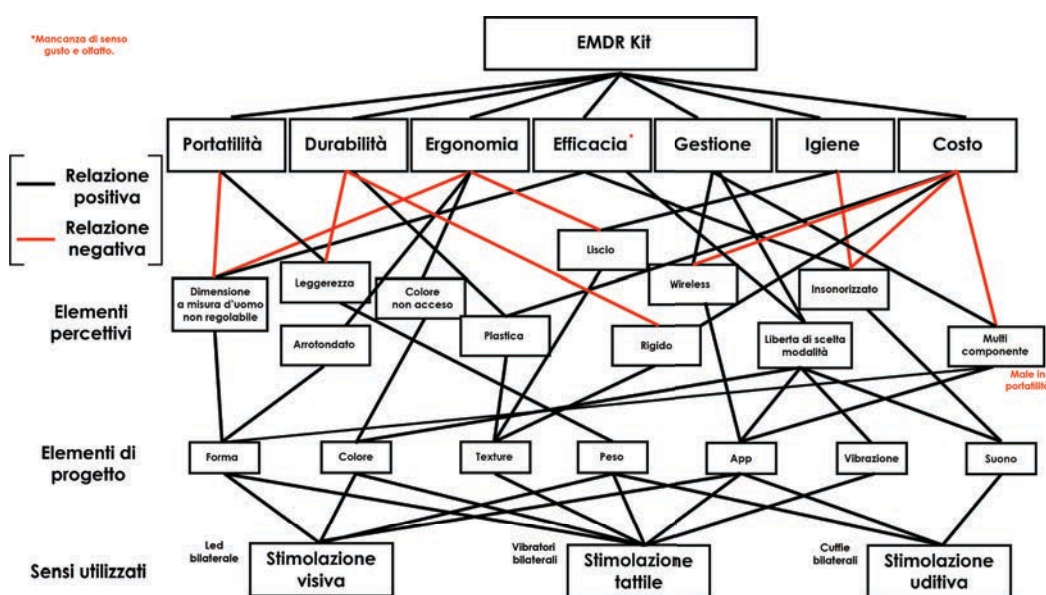 *Mancanza di senso
gusto e olfatto.
EMDR Kit
Portatilità
Durabilità
Ergonomia
Efficacia*
Gestione
Igiene
Costo
Relazione
positiva
Relazione
negativa
Elementi
percettivi
Dimensione
a misura d'uomo
non regolabile
Leggerezza
Colore
non acceso
Liscio
Wireless
Insonorizzato
Arrotondato
Plastica
Rigido
Liberta di scelta
modalità
Multi
componente
Male in
portatilità
Elementi di
progetto
Forma
Colore
Texture
Peso
App
Vibrazione
Suono
Sensi utilizzati
Led
bilaterale
Stimolazione
visiva
Vibratori
bilaterali
Stimolazione
tattile
Cuffie
bilaterali
Stimolazione
uditiva